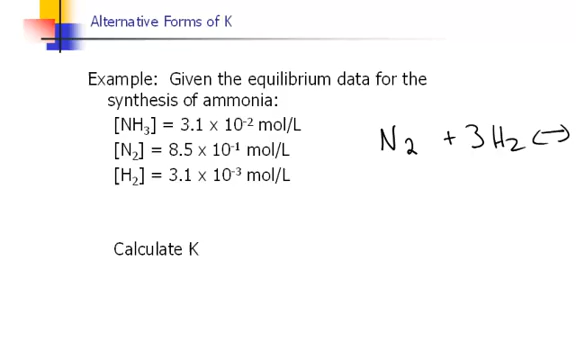 Alternative Forms of K
Example: Given the equilibrium data for the
synthesis of ammonia:
[NH₃] = 3.1 x 10⁻² mol/L
[N₂] = 8.5 x 10⁻¹ mol/L
[H₂] = 3.1 x 10⁻³ mol/L
N₂ + 3H₂ ⇔
Calculate K